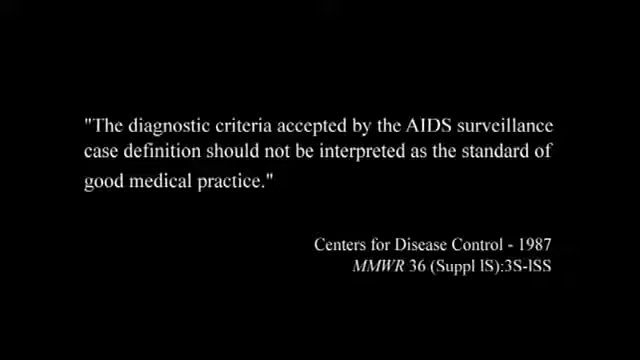 "The diagnostic criteria accepted by the AIDS surveillance
case definition should not be interpreted as the standard of
good medical practice."
Centers for Disease Control - 1987
MMWR 36 (Suppl lS):3S-lSS